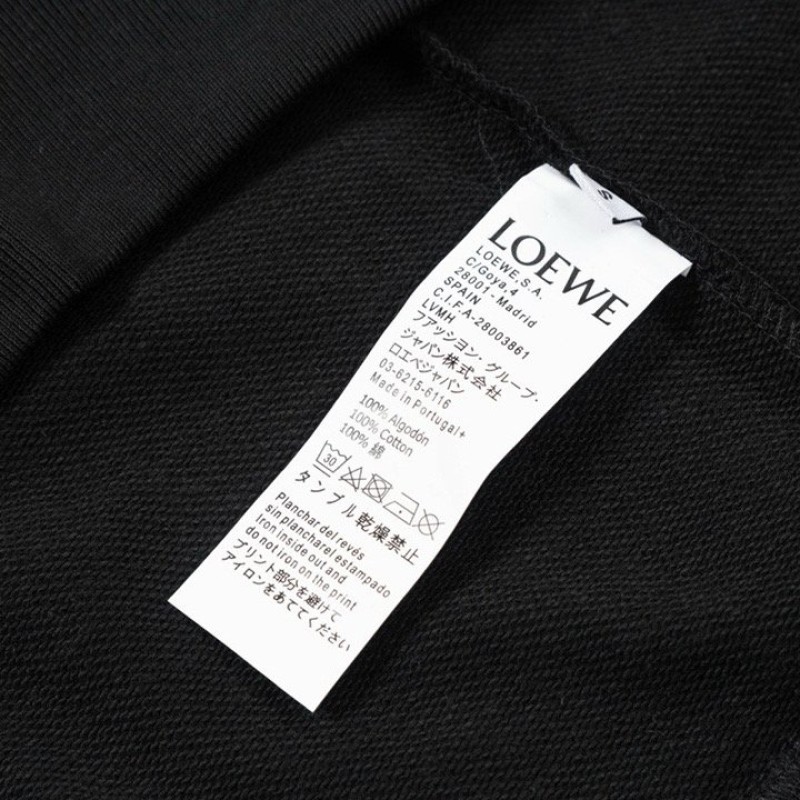 S
LOEWE
LOEWE, S.A.
C/Goya, 4
28001 - Madrid
SPAIN
C.I.F.A-28003861
LVMH
フアッション・グループ・
ジャパン株式会社
ロエベジャパン
03-6215-6116
Made in Portugal+
100% Algodón
100% Cotton
100% 綿
30
タンブル乾燥禁止
Planchar del revés
sin plancharel estampado
Iron inside out and
do not iron on the print
プリント部分を避けて
アイロンをあててください